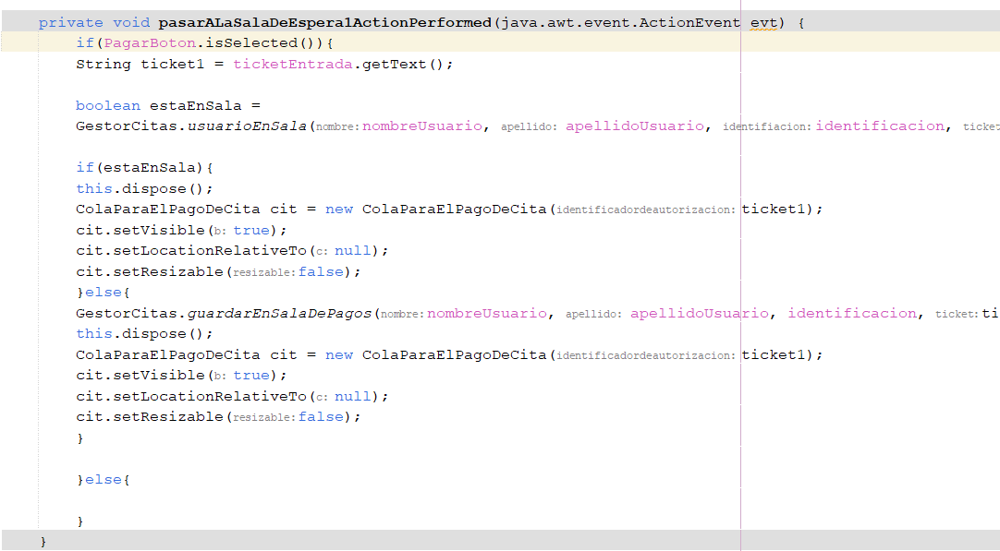 private void pasarALaSalaDeEspera1ActionPerformed(java.awt.event.ActionEvent evt) {
if(PagarBoton.isSelected()){
String ticket1 = ticketEntrada.getText();
boolean estaEnSala =
GestorCitas.usuarioEnSala(nombre: nombreUsuario, apellido: apellidoUsuario, identifiacion: identificacion, ticket
if(estaEnSala){
this.dispose();
ColaParaElPagoDeCita cit = new ColaParaElPagoDeCita(identificadordeautorizacion: ticket1);
cit.setVisible(b: true);
cit.setLocationRelativeTo(c: null);
cit.setResizable(resizable: false);
}else{
GestorCitas.guardarEnSalaDePagos(nombre: nombreUsuario, apellido: apellidoUsuario, identificacion, ticket: ti
this.dispose();
ColaParaElPagoDeCita cit = new ColaParaElPagoDeCita(identificadordeautorizacion: ticket1);
cit.setVisible(b: true);
cit.setLocationRelativeTo(c: null);
cit.setResizable(resizable: false);
}
}else{
}
}